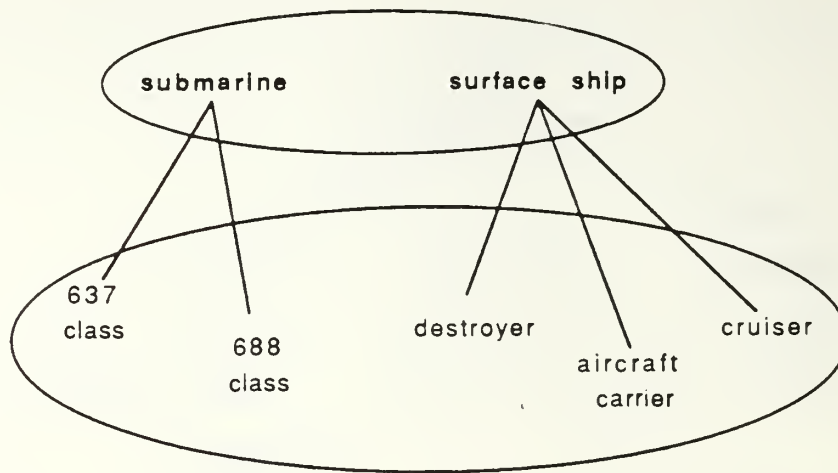 submarine surface ship
637
class
688
class
destroyer
aircraft
carrier
cruiser